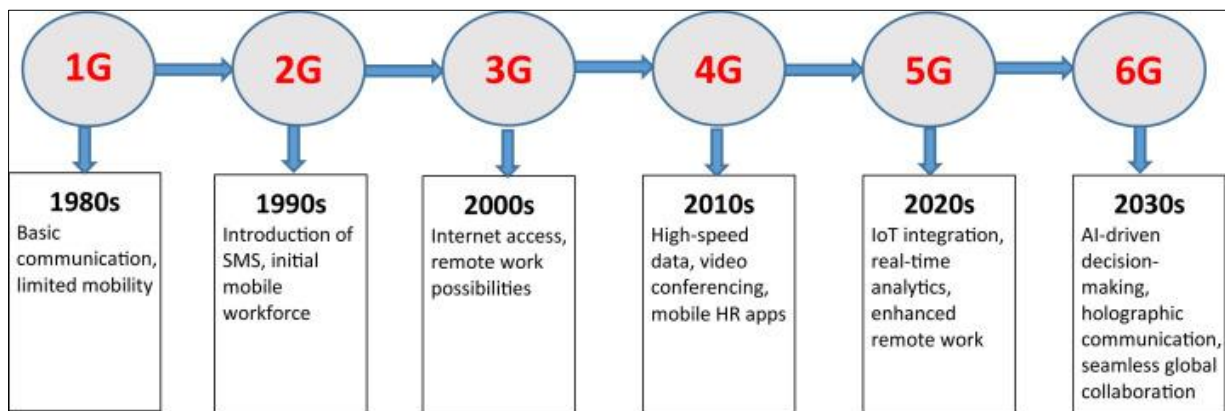 1G
2G
3G
4G
5G
6G
1980s
Basic
communication,
limited mobility
1990s
Introduction of
SMS, initial
mobile
workforce
2000s
Internet access,
remote work
possibilities
2010s
High-speed
data, video
conferencing,
mobile HR apps
2020s
IoT integration,
real-time
analytics,
enhanced
remote work
2030s
AI-driven
decision-
making,
holographic
communication,
seamless global
collaboration